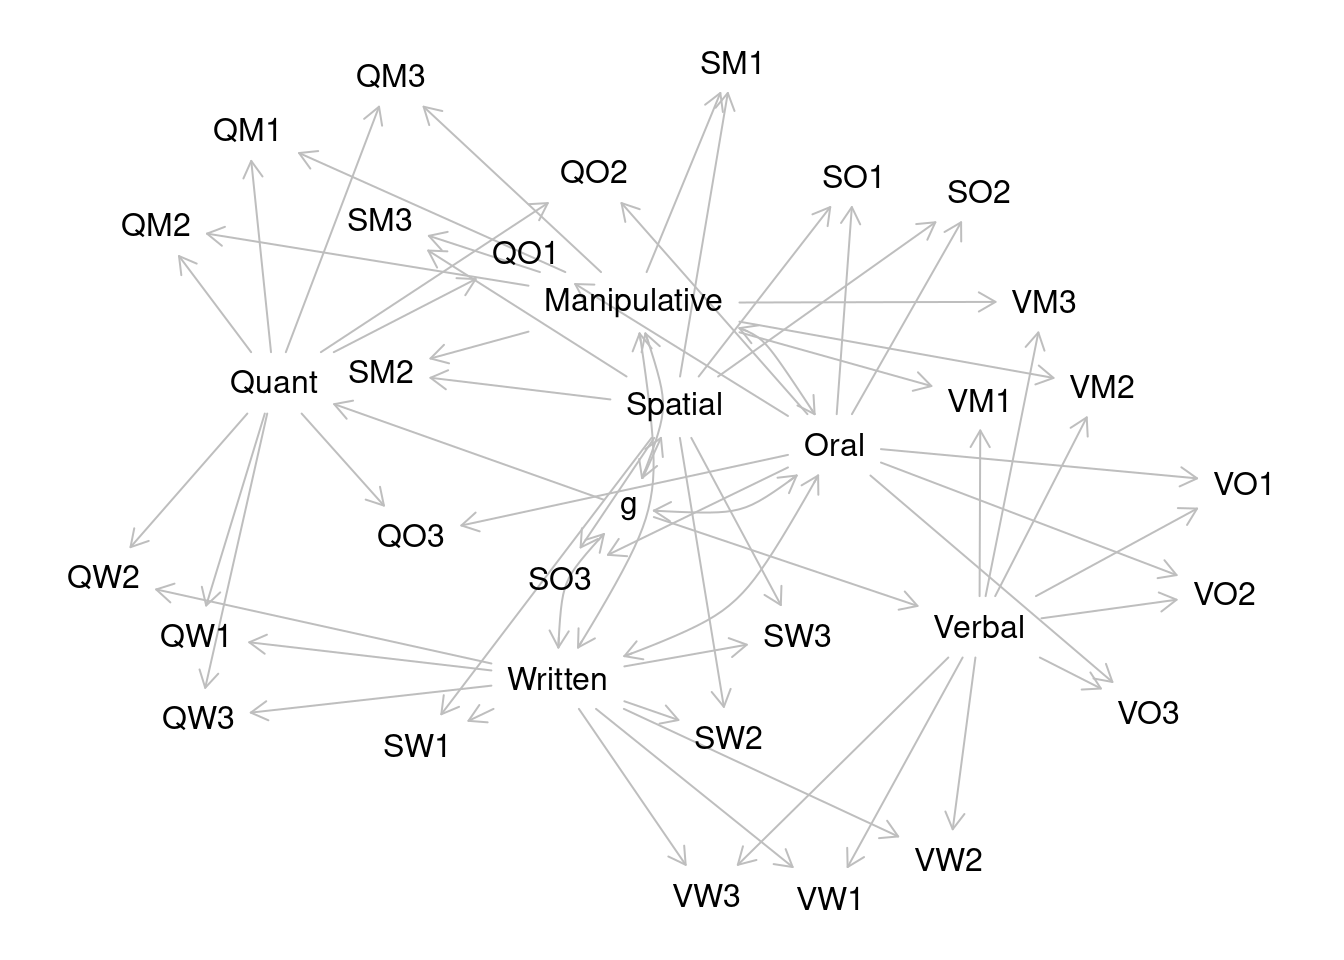 SM1
QM3
QM1
QO2
SO1
SO2
QM2
SM3
QO1
Manipulative
VM3
Quant
SM2
VM2
Spatial
VM1
Oral
VO1
g
QO3
QW2
SO3
VO2
Verbal
QW1
SW3
Written
VO3
QW3
SW2
SW1
VW2
VW3
VW1